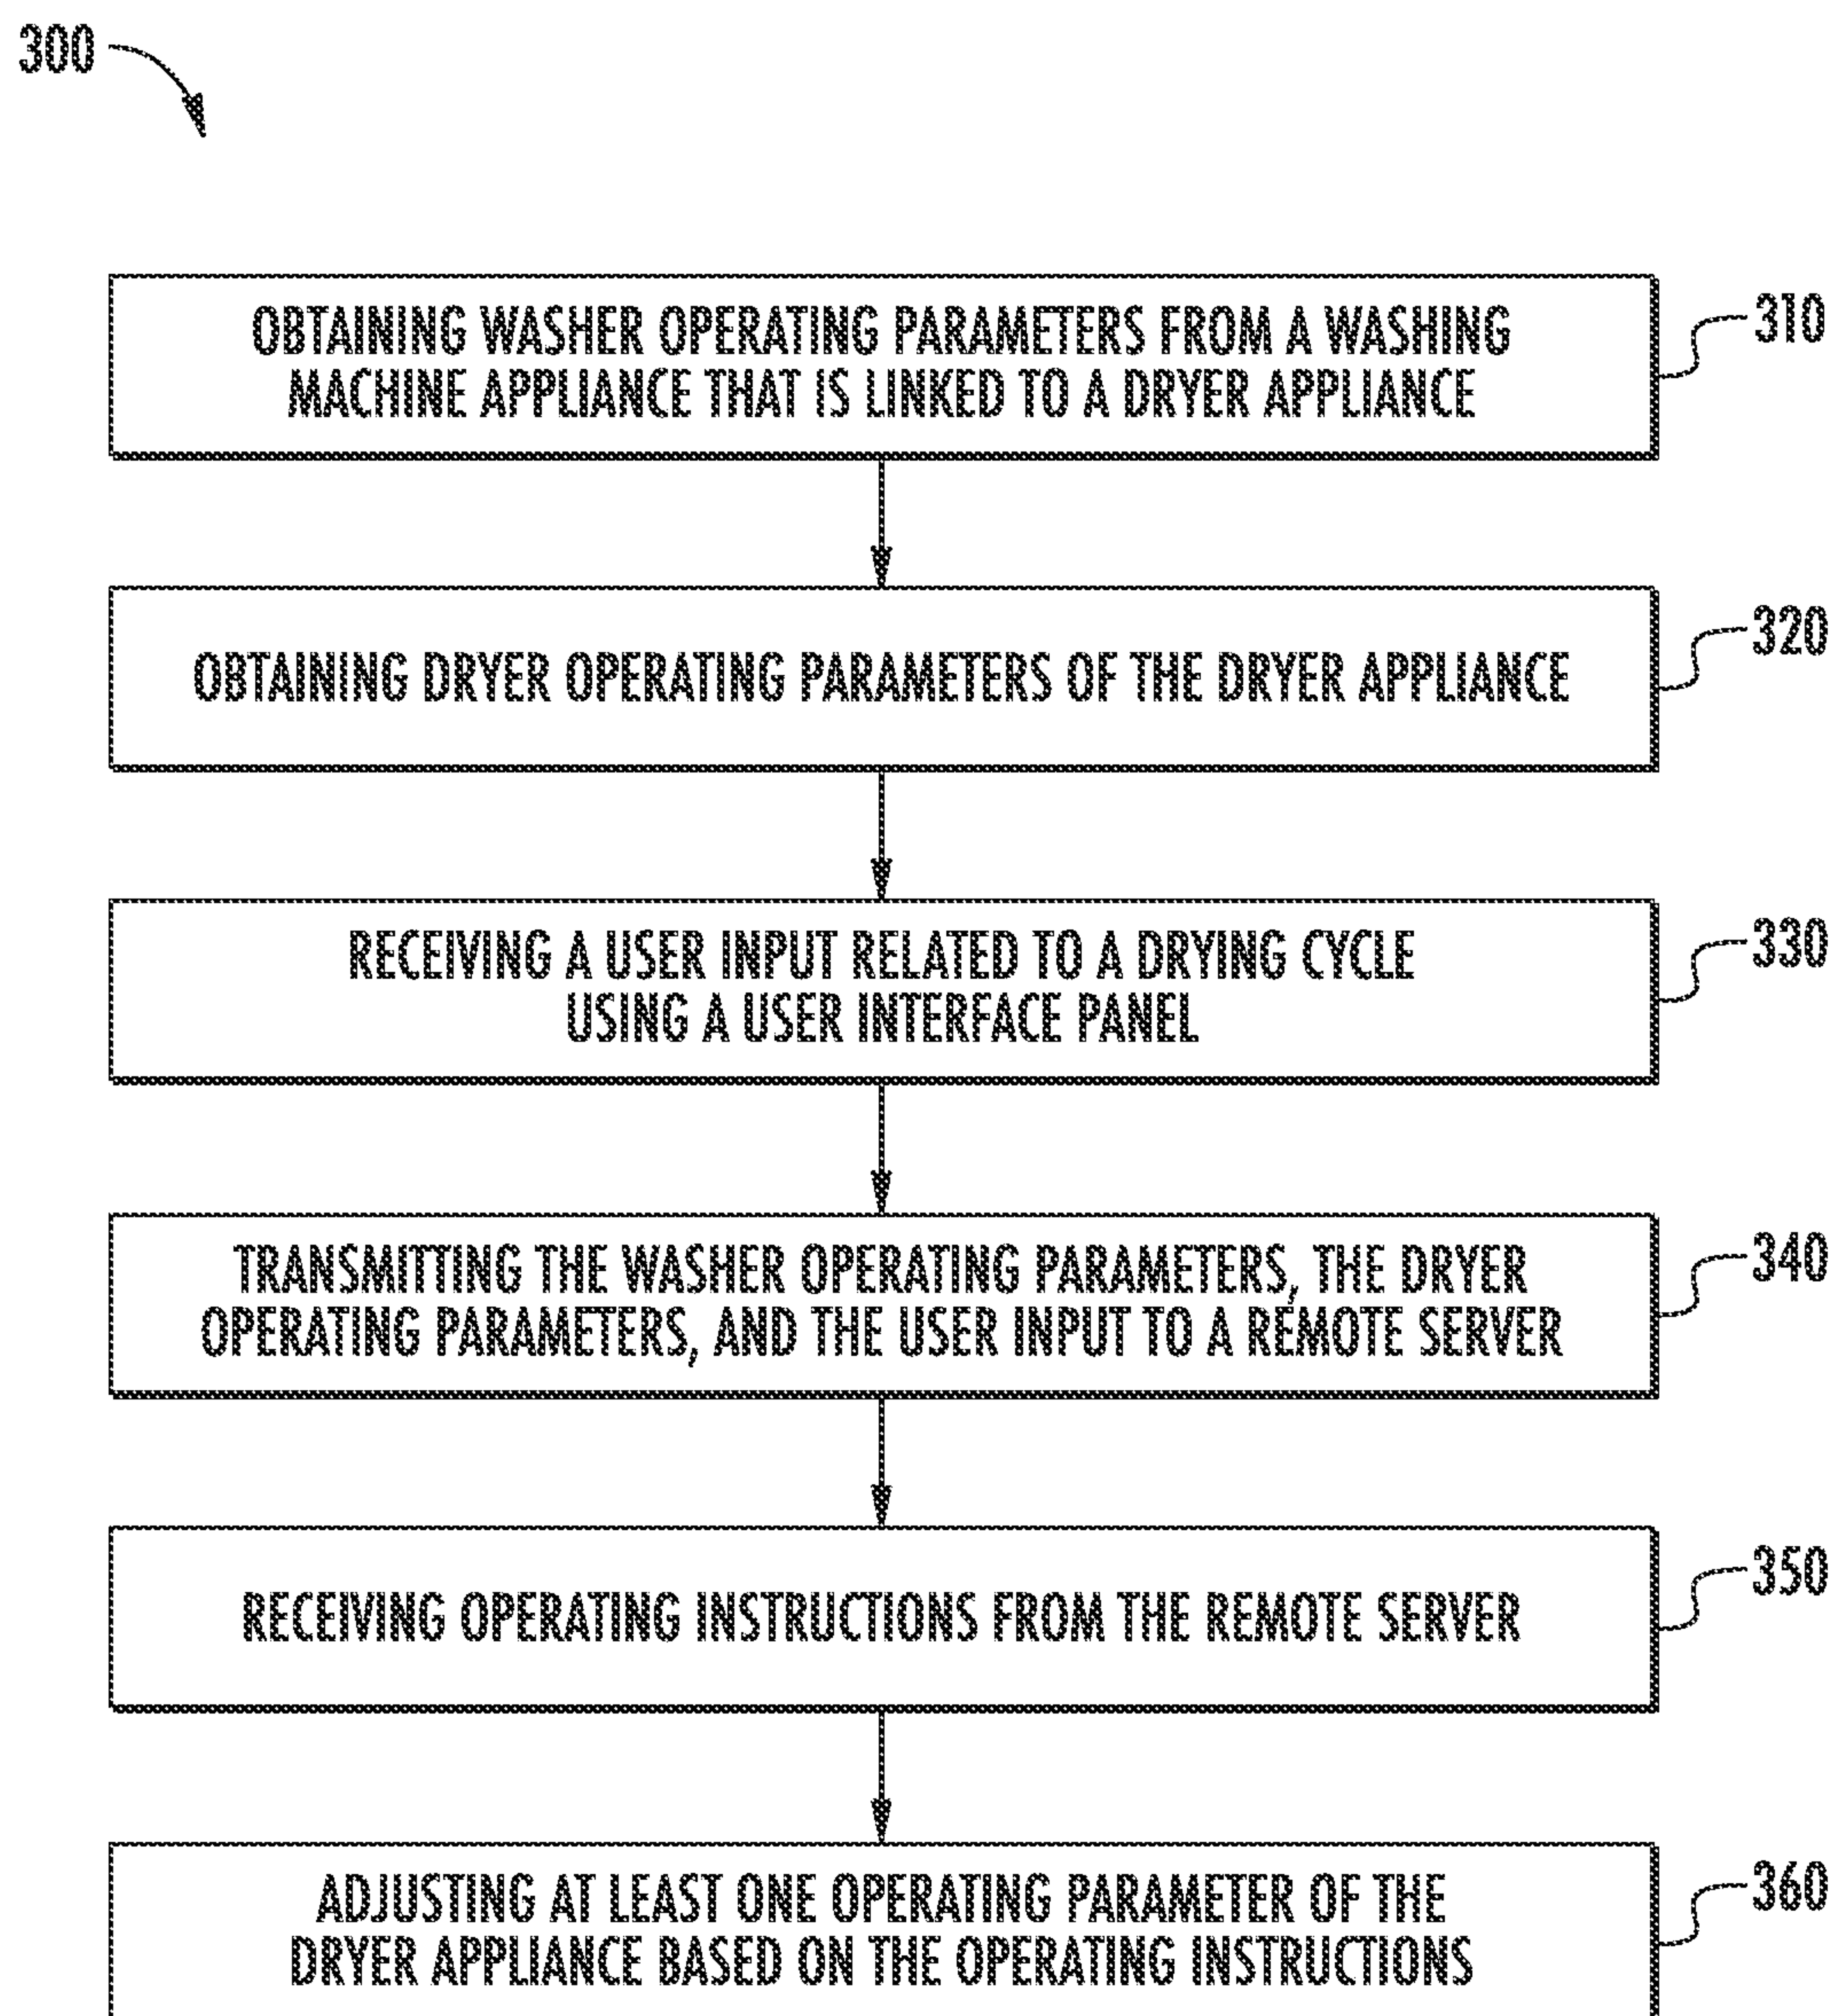 300
OBTAINING WASHER OPERATING PARAMETERS FROM A WASHING
MACHINE APPLIANCE THAT IS LINKED TO A DRYER APPLIANCE
310
OBTAINING DRYER OPERATING PARAMETERS OF THE DRYER APPLIANCE
320
RECEIVING A USER INPUT RELATED TO A DRYING CYCLE
USING A USER INTERFACE PANEL
330
TRANSMITTING THE WASHER OPERATING PARAMETERS, THE DRYER
OPERATING PARAMETERS, AND THE USER INPUT TO A REMOTE SERVER
340
RECEIVING OPERATING INSTRUCTIONS FROM THE REMOTE SERVER
350
ADJUSTING AT LEAST ONE OPERATING PARAMETER OF THE
DRYER APPLIANCE BASED ON THE OPERATING INSTRUCTIONS
360